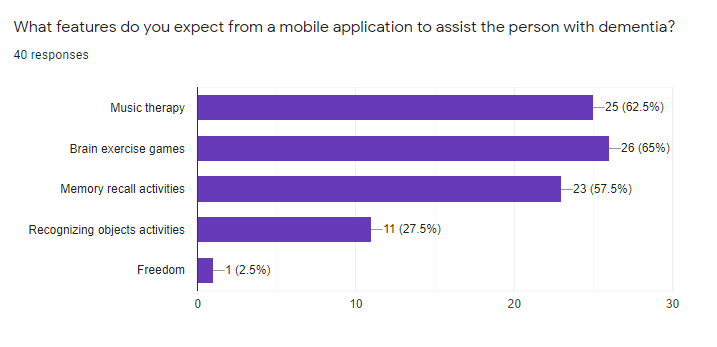 What features do you expect from a mobile application to assist the person with dementia?
40 responses
Music therapy
25 (62.5%)
Brain exercise games
26 (65%)
Memory recall activities
23 (57.5%)
Recognizing objects activities
11 (27.5%)
Freedom
1 (2.5%)
0 10 20 30